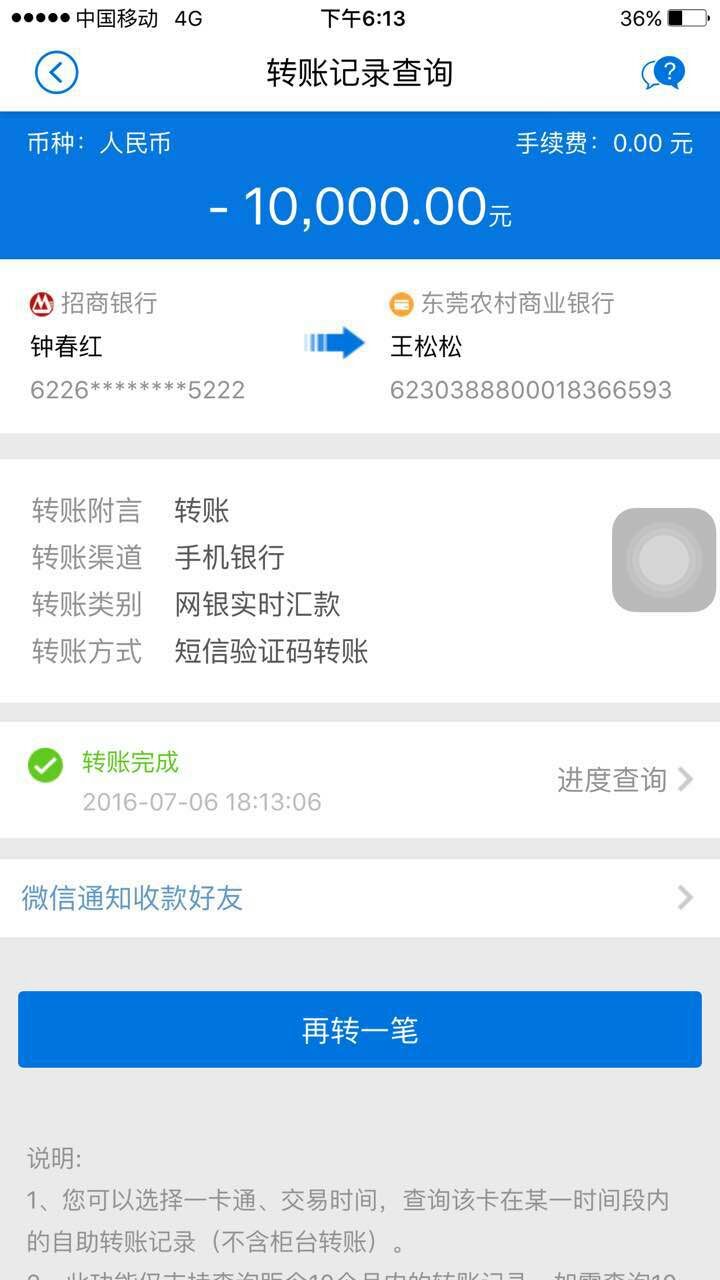 中国移动 4G 下午6:13 36%
转账记录查询
币种：人民币 手续费：0.00 元
- 10,000.00元
招商银行 东莞农村商业银行
钟春红 王松松
6226********5222 6230388800018366593
转账附言 转账
转账渠道 手机银行
转账类别 网银实时汇款
转账方式 短信验证码转账
转账完成
2016-07-06 18:13:06 进度查询
微信通知收款好友
再转一笔
说明:
1、您可以选择一卡通、交易时间，查询该卡在某一时间段内
的自助转账记录（不含柜台转账）。